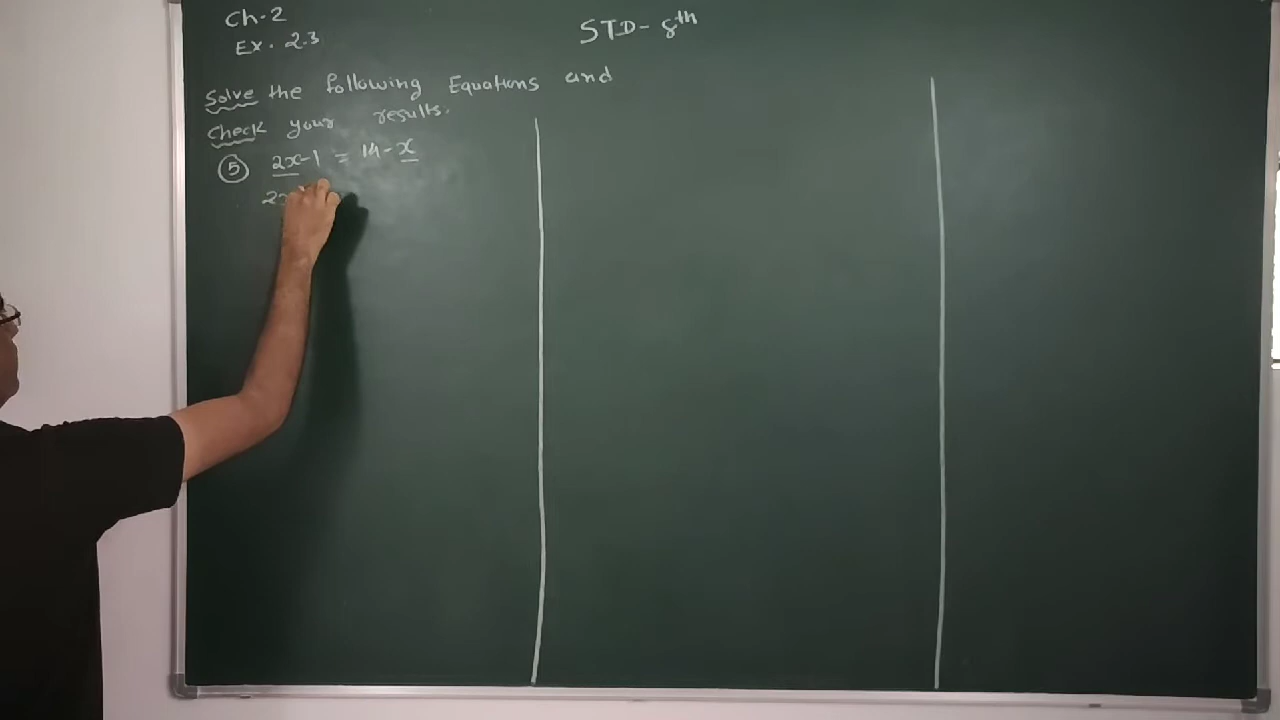 Ch-2
Ex. 2.3
STD- 8th
Solve the following Equations and
Check your results.
⑤ 2x-1 = 14-x
2x